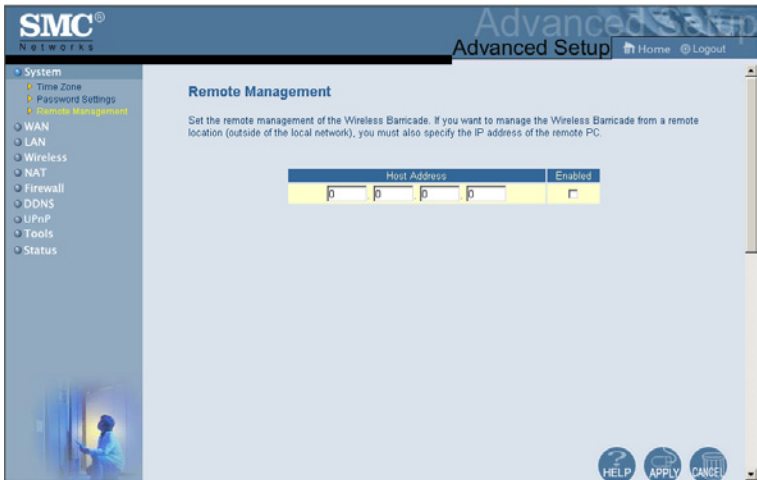 SMC®
Networks
Advanced Setup
Advanced Setup
Home
Logout
System
Time Zone
Password Settings
Remote Management
WAN
LAN
Wireless
NAT
Firewall
DDNS
UPnP
Tools
Status
Remote Management
Set the remote management of the Wireless Barricade. If you want to manage the Wireless Barricade from a remote
location (outside of the local network), you must also specify the IP address of the remote PC.
Host Address Enabled
0 . 0 . 0 . 0
HELP APPLY CANCEL